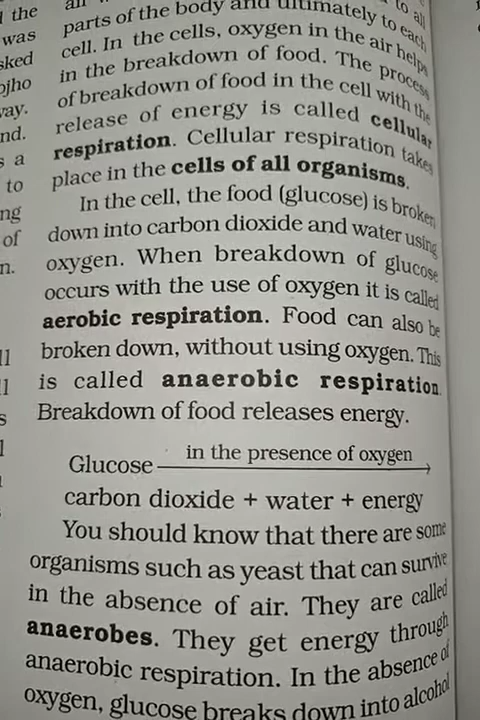 parts of the body and ultimately to each
cell. In the cells, oxygen in the air helps
in the breakdown of food. The process
of breakdown of food in the cell with the
release of energy is called cellular
respiration. Cellular respiration takes
place in the cells of all organisms.
In the cell, the food (glucose) is broken
down into carbon dioxide and water using
oxygen. When breakdown of glucose
occurs with the use of oxygen it is called
aerobic respiration. Food can also be
broken down, without using oxygen. This
is called anaerobic respiration.
Breakdown of food releases energy.
in the presence of oxygen
Glucose
carbon dioxide + water + energy
You should know that there are some
organisms such as yeast that can survive
in the absence of air. They are called
anaerobes. They get energy through
anaerobic respiration. In the absence of
oxygen, glucose breaks down into alcohol